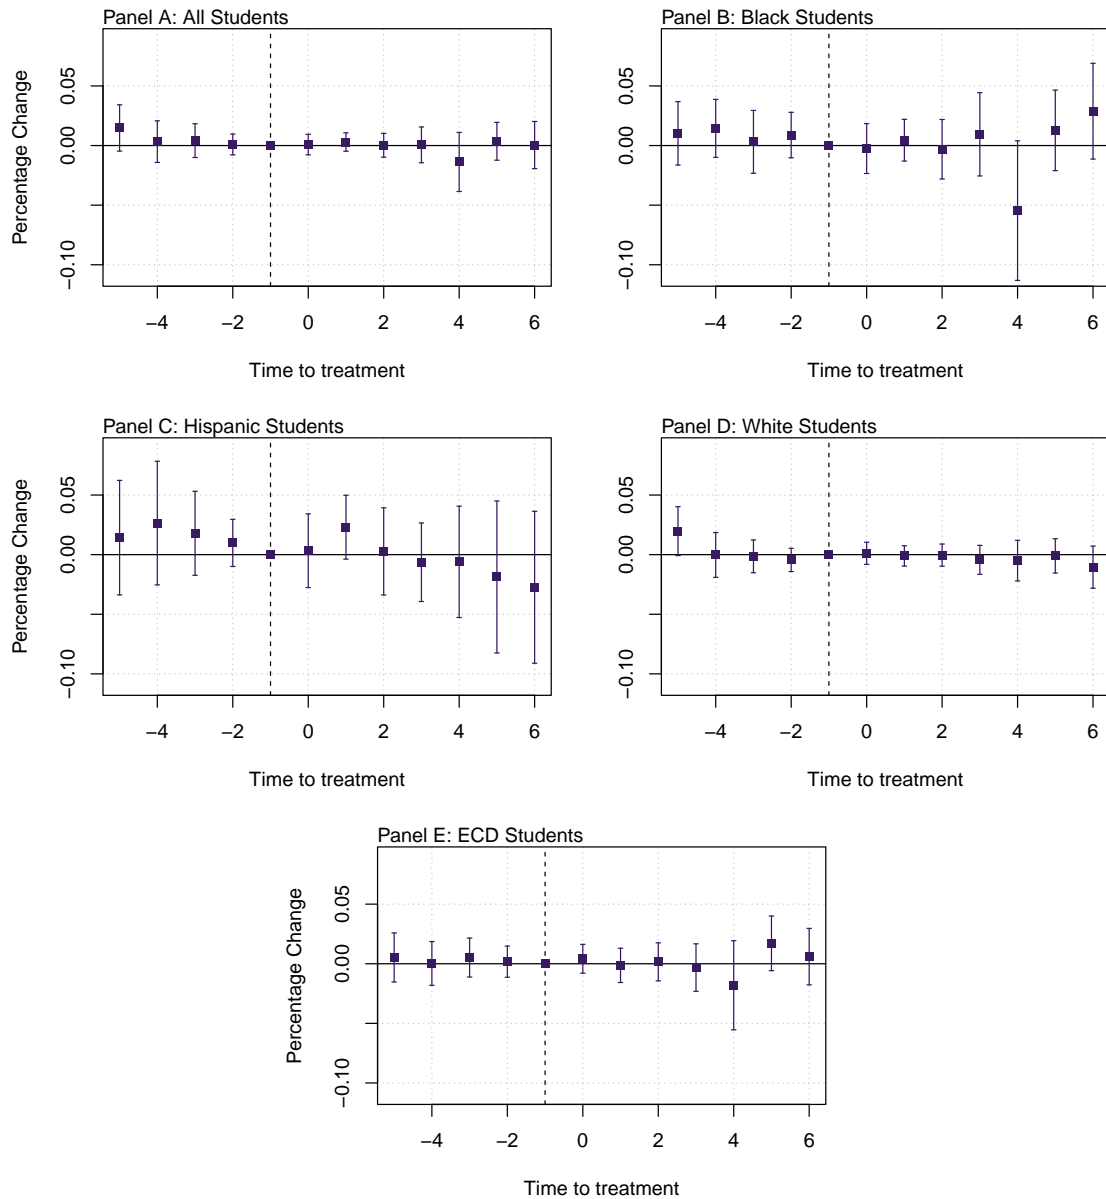 Panel A: All Students
Percentage Change
0.05
0.00
−0.10
−4 −2 0 2 4 6
Time to treatment
Panel B: Black Students
0.05
0.00
−0.10
−4 −2 0 2 4 6
Time to treatment
Panel C: Hispanic Students
Percentage Change
0.05
0.00
−0.10
−4 −2 0 2 4 6
Time to treatment
Panel D: White Students
0.05
0.00
−0.10
−4 −2 0 2 4 6
Time to treatment
Panel E: ECD Students
Percentage Change
0.05
0.00
−0.10
−4 −2 0 2 4 6
Time to treatment